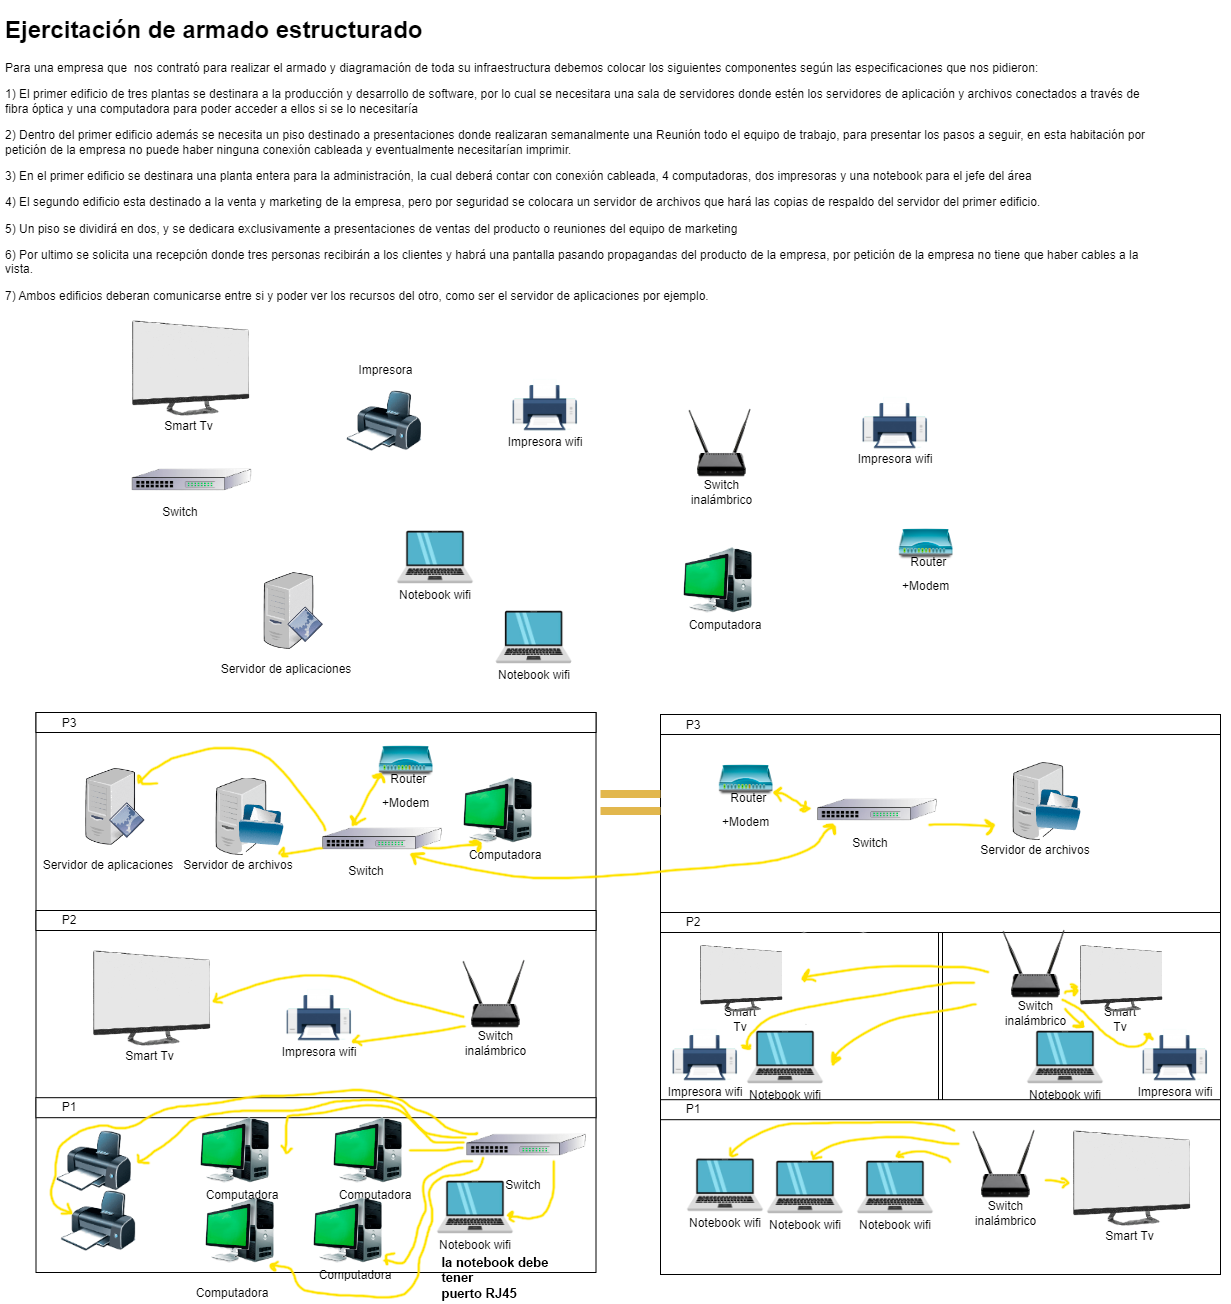 Ejercitación de armado estructurado
Para una empresa que  nos contrató para realizar el armado y diagramación de toda su infraestructura debemos colocar los siguientes componentes según las especificaciones que nos pidieron:
1) El primer edificio de tres plantas se destinara a la producción y desarrollo de software, por lo cual se necesitara una sala de servidores donde estén los servidores de aplicación y archivos conectados a través de
fibra óptica y una computadora para poder acceder a ellos si se lo necesitaría
2) Dentro del primer edificio además se necesita un piso destinado a presentaciones donde realizaran semanalmente una Reunión todo el equipo de trabajo, para presentar los pasos a seguir, en esta habitación por
petición de la empresa no puede haber ninguna conexión cableada y eventualmente necesitarían imprimir.
3) En el primer edificio se destinara una planta entera para la administración, la cual deberá contar con conexión cableada, 4 computadoras, dos impresoras y una notebook para el jefe del área
4) El segundo edificio esta destinado a la venta y marketing de la empresa, pero por seguridad se colocara un servidor de archivos que hará las copias de respaldo del servidor del primer edificio.
5) Un piso se dividirá en dos, y se dedicara exclusivamente a presentaciones de ventas del producto o reuniones del equipo de marketing
6) Por ultimo se solicita una recepción donde tres personas recibirán a los clientes y habrá una pantalla pasando propagandas del producto de la empresa, por petición de la empresa no tiene que haber cables a la
vista.
7) Ambos edificios deberan comunicarse entre si y poder ver los recursos del otro, como ser el servidor de aplicaciones por ejemplo.
Impresora
Smart Tv
Impresora wifi
Impresora wifi
Switch
inalámbrico
Switch
Router
+Modem
Notebook wifi
Computadora
Servidor de aplicaciones
Notebook wifi
P3
Router
+Modem
Servidor de aplicaciones
Servidor de archivos
Switch
Computadora
P2
Smart Tv
Impresora wifi
Switch
inalámbrico
P1
Computadora
Computadora
Switch
Notebook wifi
la notebook debe
tener
puerto RJ45
Computadora
Computadora
P3
Router
+Modem
Switch
Servidor de archivos
P2
Smart
Tv
Switch
inalámbrico
Smart
Tv
Impresora wifi
Notebook wifi
Notebook wifi
Impresora wifi
P1
Notebook wifi
Notebook wifi
Notebook wifi
Switch
inalámbrico
Smart Tv